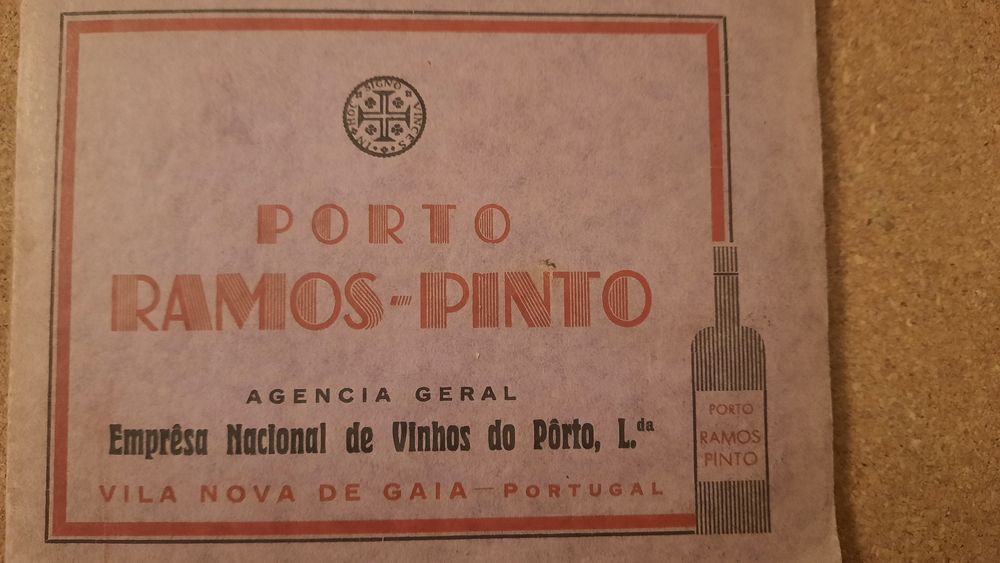 IN HOC SIGNO VINCES
PORTO
RAMOS-PINTO
AGENCIA GERAL
Emprêsa Nacional de Vinhos do Pôrto, L.da
VILA NOVA DE GAIA — PORTUGAL
PORTO
RAMOS
PINTO